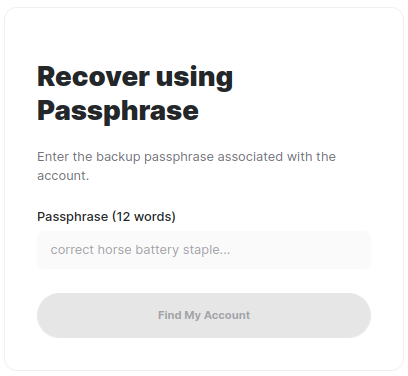 Recover using
Passphrase
Enter the backup passphrase associated with the
account.
Passphrase (12 words)
correct horse battery staple...
Find My Account